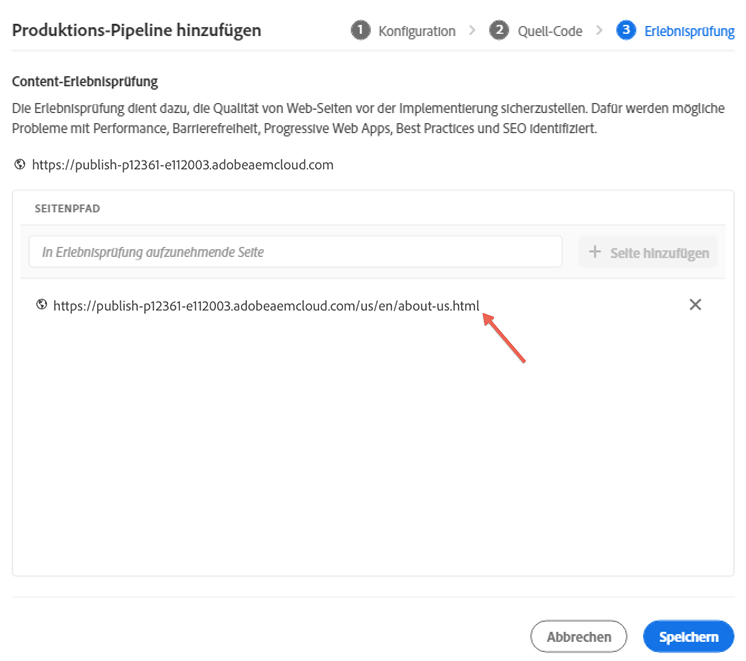 Produktions-Pipeline hinzufügen
1 Konfiguration > 2 Quell-Code > 3 Erlebnisprüfung
Content-Erlebnisprüfung
Die Erlebnisprüfung dient dazu, die Qualität von Web-Seiten vor der Implementierung sicherzustellen. Dafür werden mögliche
Probleme mit Performance, Barrierefreiheit, Progressive Web Apps, Best Practices und SEO identifiziert.
https://publish-p12361-e112003.adobeaemcloud.com
SEITENPFAD
In Erlebnisprüfung aufzunehmende Seite
+ Seite hinzufügen
https://publish-p12361-e112003.adobeaemcloud.com/us/en/about-us.html
Abbrechen
Speichern